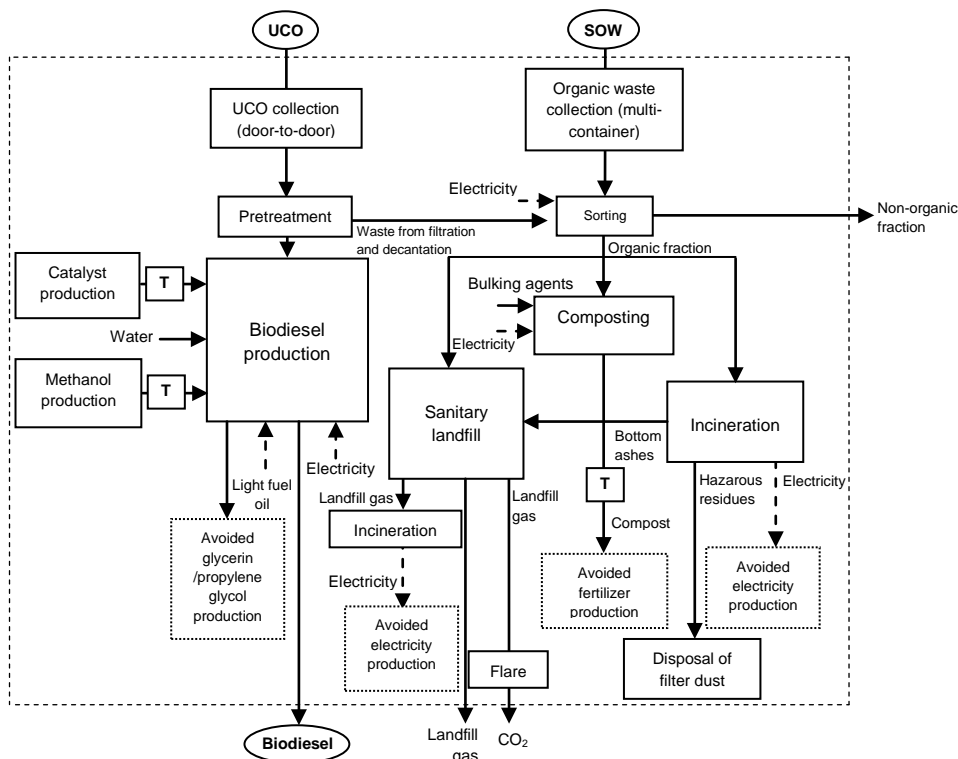 UCO
SOW
UCO collection
(door-to-door)
Organic waste
collection (multi-
container)
Electricity
Pretreatment
Sorting
Non-organic
fraction
Waste from filtration
and decantation
Organic fraction
Catalyst
production
T
Bulking agents
Composting
Water
Biodiesel
production
Electricity
Methanol
production
T
Sanitary
landfill
Incineration
Bottom
ashes
Electricity
Light fuel
oil
Landfill gas
Landfill
gas
T
Hazarous
residues
Electricity
Incineration
Compost
Avoided
glycerin
/propylene
glycol
production
Electricity
Avoided
fertilizer
production
Avoided
electricity
production
Avoided
electricity
production
Flare
Disposal of
filter dust
Biodiesel
Landfill
gas
CO₂